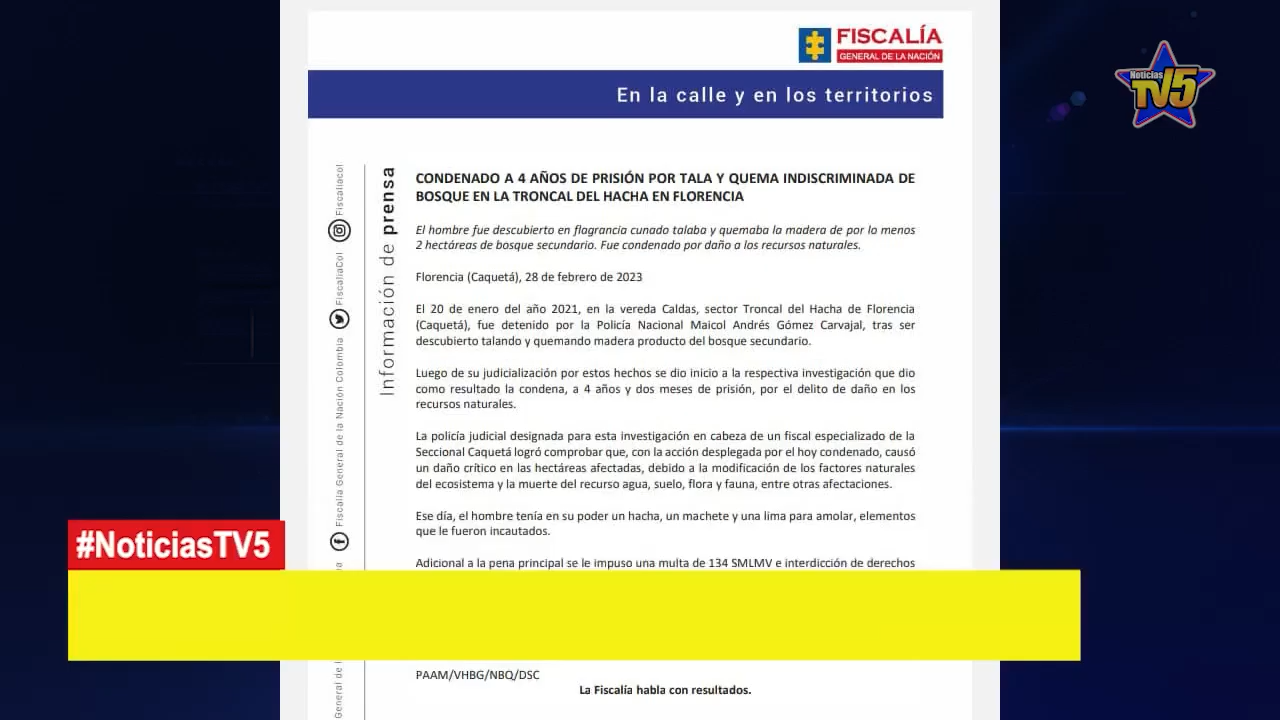 FISCALÍA
GENERAL DE LA NACIÓN
En la calle y en los territorios
Noticias
TV5
CONDENADO A 4 AÑOS DE PRISIÓN POR TALA Y QUEMA INDISCRIMINADA DE
BOSQUE EN LA TRONCAL DEL HACHA EN FLORENCIA
El hombre fue descubierto en flagrancia cunado talaba y quemaba la madera de por lo menos
2 hectáreas de bosque secundario. Fue condenado por daño a los recursos naturales.
Florencia (Caquetá), 28 de febrero de 2023
El 20 de enero del año 2021, en la vereda Caldas, sector Troncal del Hacha de Florencia
(Caquetá), fue detenido por la Policía Nacional Maicol Andrés Gómez Carvajal, tras ser
descubierto talando y quemando madera producto del bosque secundario.
Luego de su judicialización por estos hechos se dio inicio a la respectiva investigación que dio
como resultado la condena, a 4 años y dos meses de prisión, por el delito de daño en los
recursos naturales.
La policía judicial designada para esta investigación en cabeza de un fiscal especializado de la
Seccional Caquetá logró comprobar que, con la acción desplegada por el hoy condenado, causó
un daño crítico en las hectáreas afectadas, debido a la modificación de los factores naturales
del ecosistema y la muerte del recurso agua, suelo, flora y fauna, entre otras afectaciones.
Ese día, el hombre tenía en su poder un hacha, un machete y una lima para amolar, elementos
que le fueron incautados.
Adicional a la pena principal se le impuso una multa de 134 SMLMV e interdicción de derechos
PAAM/VHBG/NBQ/DSC
La Fiscalía habla con resultados.
Información de prensa
Fiscaliacol
FiscaliaCol
Fiscalía General de la Nación Colombia
General de
#NoticiasTV5